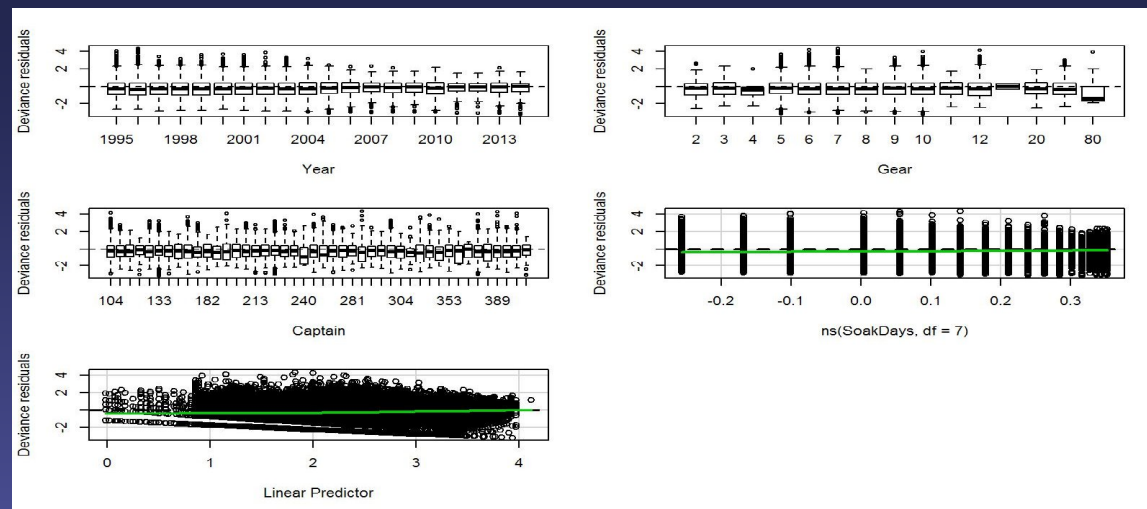 Deviance residuals
4
2
-2
1995 1998 2001 2004 2007 2010 2013
Year
Deviance residuals
4
2
-2
2 3 4 5 6 7 8 9 10 12 20 80
Gear
Deviance residuals
4
2
-2
104 133 182 213 240 281 304 353 389
Captain
Deviance residuals
4
2
-2
-0.2 -0.1 0.0 0.1 0.2 0.3
ns(SoakDays, df = 7)
Deviance residuals
4
2
-2
0 1 2 3 4
Linear Predictor